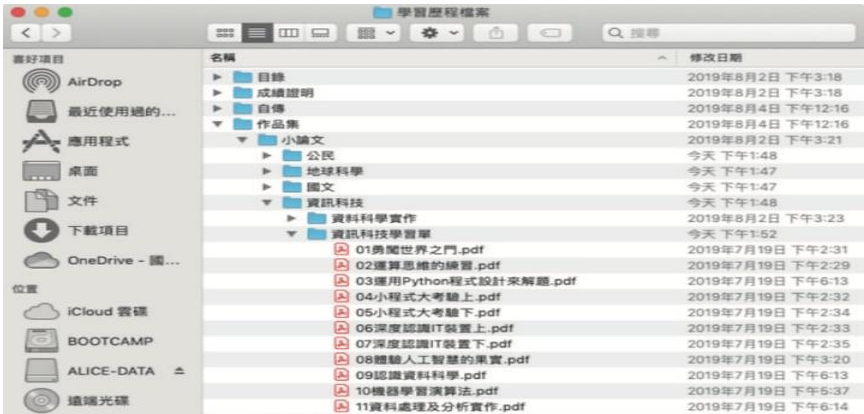 學習歷程檔案
搜尋
喜好項目
AirDrop
最近使用過的...
應用程式
桌面
文件
下載項目
OneDrive - 國...
位置
iCloud 雲碟
BOOTCAMP
ALICE-DATA
遠端光碟
名稱 修改日期
目錄 2019年8月2日 下午3:18
成績證明 2019年8月2日 下午3:18
自傳 2019年8月4日 下午12:16
作品集 2019年8月4日 下午12:16
小論文 2019年8月2日 下午3:21
公民 今天 下午1:48
地球科學 今天 下午1:47
國文 今天 下午1:47
資訊科技 今天 下午1:48
資料科學實作 2019年8月2日 下午3:23
資訊科技學習單 今天 下午1:52
01勇闖世界之門.pdf 2019年7月19日 下午2:31
02運算思維的練習.pdf 2019年7月19日 下午2:29
03運用Python程式設計來解題.pdf 2019年7月19日 下午6:13
04小程式大考驗上.pdf 2019年7月19日 下午2:32
05小程式大考驗下.pdf 2019年7月19日 下午2:34
06深度認識IT裝置上.pdf 2019年7月19日 下午2:33
07深度認識IT裝置下.pdf 2019年7月19日 下午2:35
08體驗人工智慧的果實.pdf 2019年7月19日 下午3:20
09認識資料科學.pdf 2019年7月19日 下午6:13
10機器學習演算法.pdf 2019年7月19日 下午5:37
11資料處理及分析實作.pdf 2019年7月19日 下午6:14